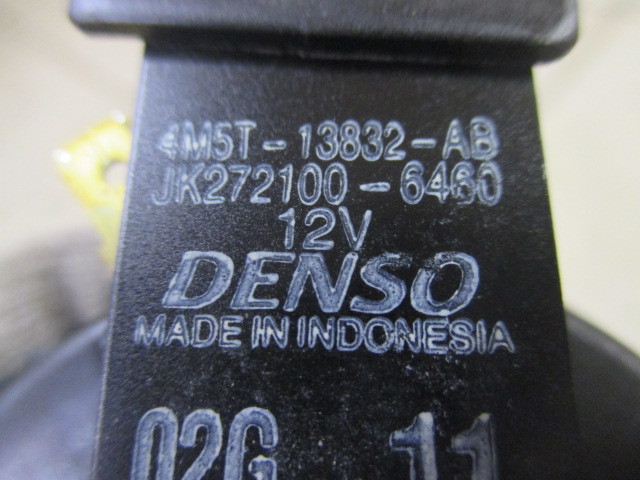 4M5T-13832-AB
JK272100-6460
12V
DENSO
MADE IN INDONESIA
02G 11